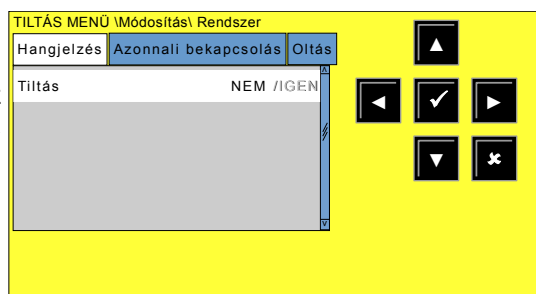 TILTÁS MENÜ \Módosítás\ Rendszer
Hangjelzés Azonnali bekapcsolás Oltás
Tiltás NEM /IGEN